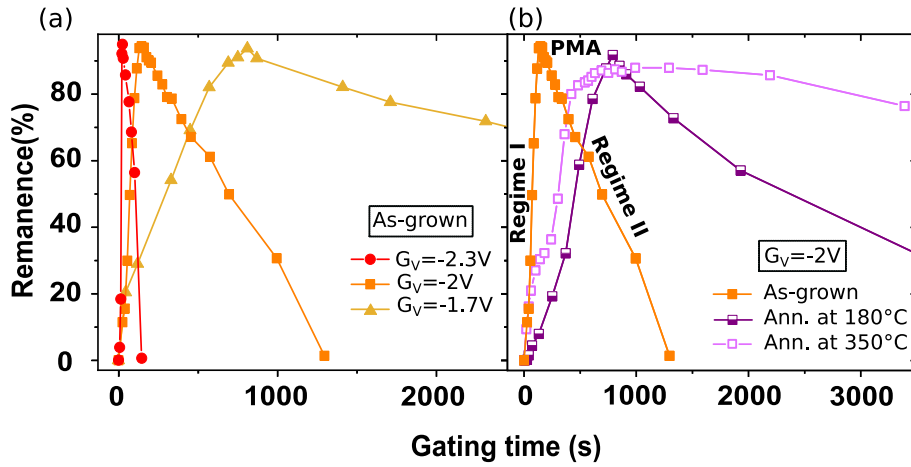 (a)
(b)
Remanence(%)
80
60
40
20
0
As-grown
G_V=-2.3V
G_V=-2V
G_V=-1.7V
0
1000
2000
PMA
Regime I
Regime II
G_V=-2V
As-grown
Ann. at 180°C
Ann. at 350°C
0
1000
2000
3000
Gating time (s)